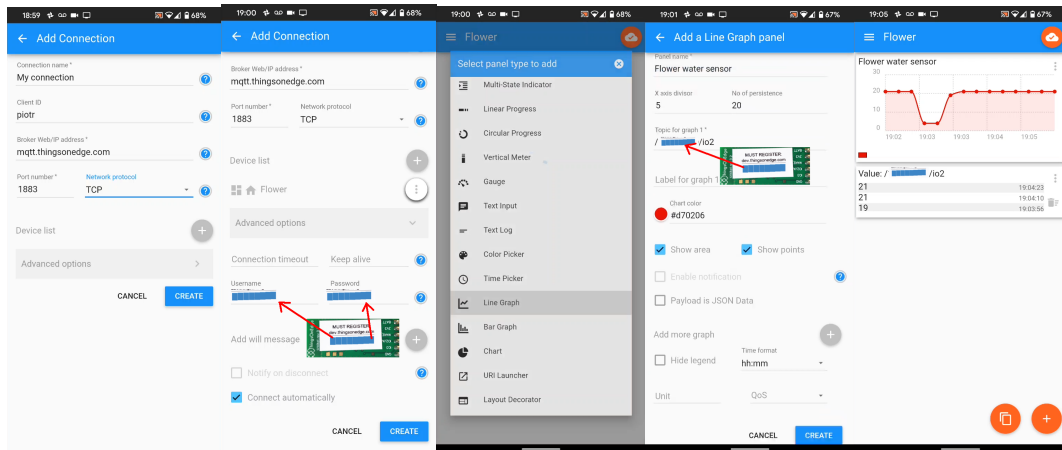 18:59
68%
← Add Connection
Connection name *
My connection
Client ID
piotr
Broker Web/IP address *
mqtt.thingsonedge.com
Port number *
Network protocol
1883
TCP
Device list
Advanced options
CANCEL
CREATE
19:00
68%
← Add Connection
Broker Web/IP address *
mqtt.thingsonedge.com
Port number *
Network protocol
1883
TCP
Device list
Flower
Advanced options
Connection timeout
Keep alive
Username
Password
MUST REGISTER
dev.thingsonedge.com
Add will message
Notify on disconnect
Connect automatically
CANCEL
CREATE
19:00
68%
Flower
Select panel type to add
Multi-State Indicator
Linear Progress
Circular Progress
Vertical Meter
Gauge
Text Input
Text Log
Color Picker
Time Picker
Line Graph
Bar Graph
Chart
URI Launcher
Layout Decorator
19:01
67%
← Add a Line Graph panel
Panel name *
Flower water sensor
X axis divisor
No of persistence
5
20
Topic for graph 1 *
/ /io2
MUST REGISTER
dev.thingsonedge.com
Label for graph 1
Chart color
#d70206
Show area
Show points
Enable notification
Payload is JSON Data
Add more graph
Hide legend
Time format
hh:mm
Unit
QoS
CANCEL
CREATE
19:05
67%
Flower
Flower water sensor
30
20
10
0
19:02
19:03
19:03
19:04
19:05
Value: / /io2
21 19:04:23
21 19:04:10
19 19:03:56